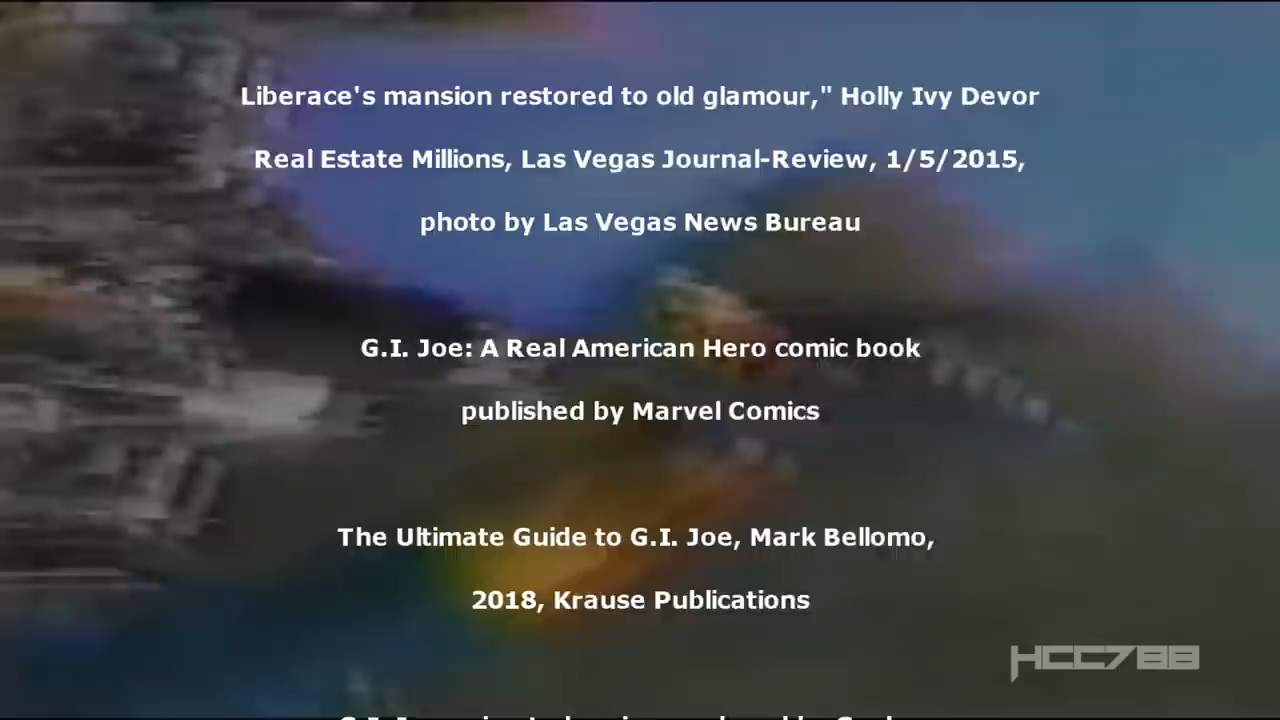 Liberace's mansion restored to old glamour," Holly Ivy Devor
Real Estate Millions, Las Vegas Journal-Review, 1/5/2015,
photo by Las Vegas News Bureau
G.I. Joe: A Real American Hero comic book
published by Marvel Comics
The Ultimate Guide to G.I. Joe, Mark Bellomo,
2018, Krause Publications
HCC788